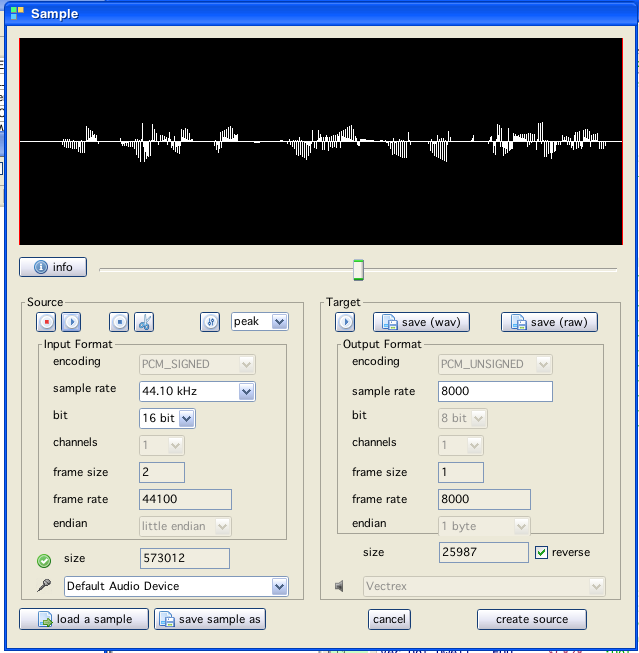 Sample
info
Source
peak
Input Format
encoding PCM_SIGNED
sample rate 44.10 kHz
bit 16 bit
channels 1
frame size 2
frame rate 44100
endian little endian
size 573012
Default Audio Device
load a sample save sample as
Target
save (wav) save (raw)
Output Format
encoding PCM_UNSIGNED
sample rate 8000
bit 8 bit
channels 1
frame size 1
frame rate 8000
endian 1 byte
size 25987 reverse
Vectrex
cancel create source